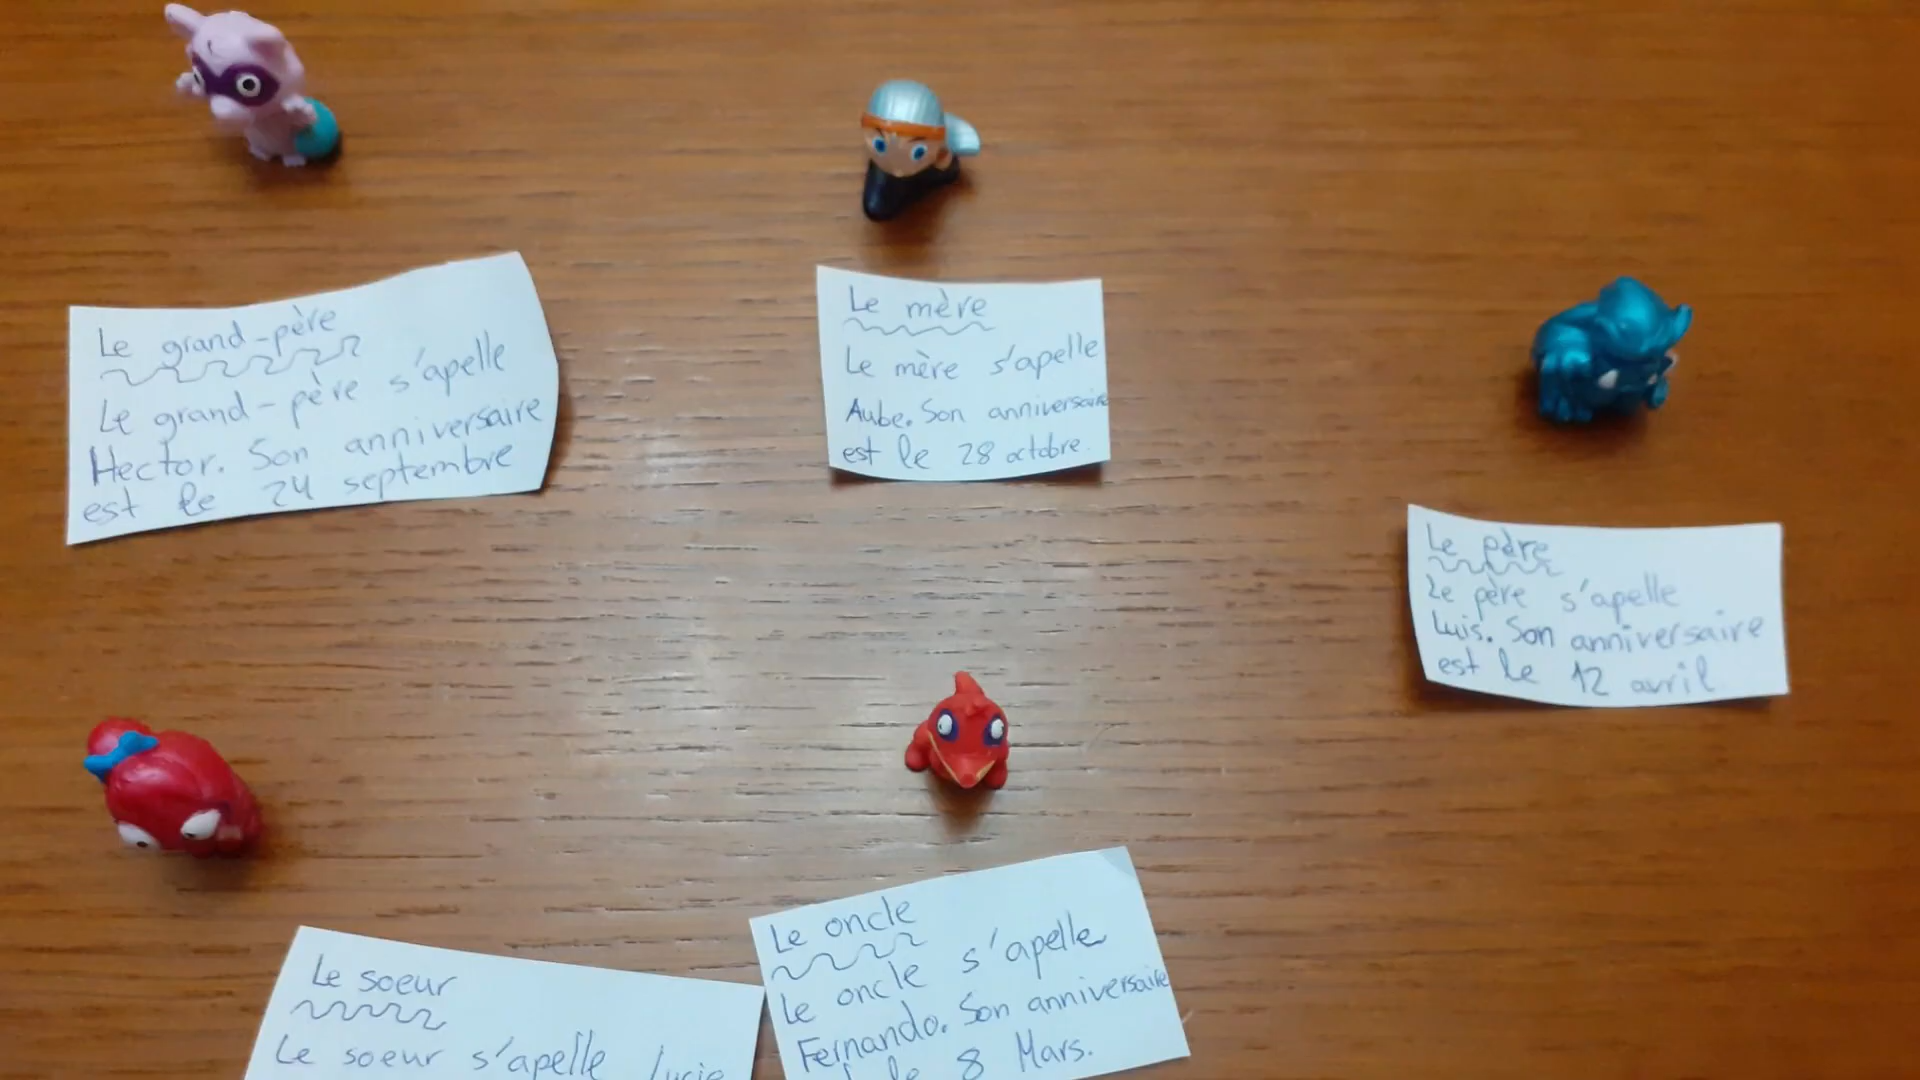 Le grand-père
Le grand-père s'apelle
Hector. Son anniversaire
est le 24 septembre
Le mère
Le mère s'apelle
Aube. Son anniversaire
est le 28 octobre.
Le père
Le père s'apelle
Luis. Son anniversaire
est le 12 avril.
Le soeur
Le soeur s'apelle Lucie
Le oncle
Le oncle s'apelle
Fernando. Son anniversaire
le 8 Mars.